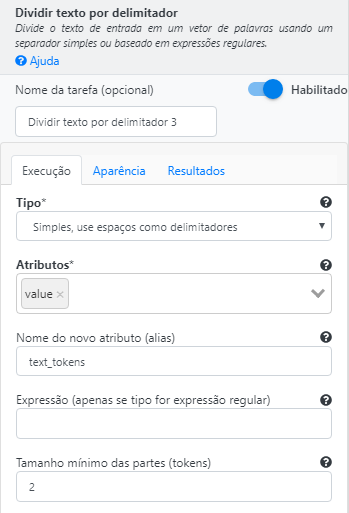 Dividir texto por delimitador
Divide o texto de entrada em um vetor de palavras usando um
separador simples ou baseado em expressões regulares.
Ajuda
Nome da tarefa (opcional)
Habilitado
Dividir texto por delimitador 3
Execução Aparência Resultados
Tipo*
Simples, use espaços como delimitadores
Atributos*
value ×
Nome do novo atributo (alias)
text_tokens
Expressão (apenas se tipo for expressão regular)
Tamanho mínimo das partes (tokens)
2